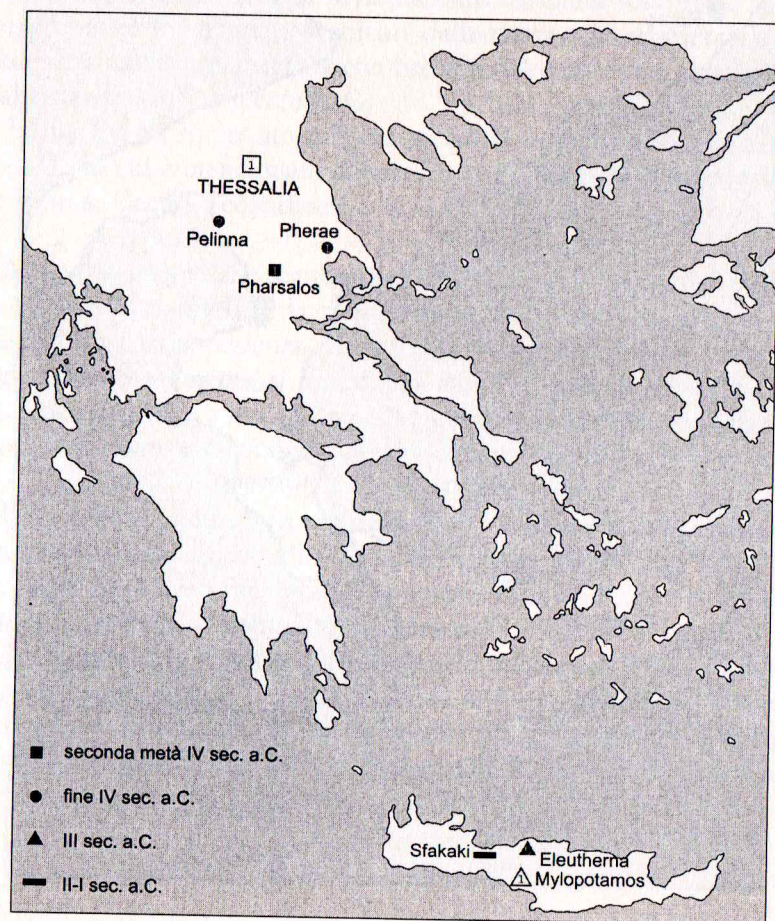 1
THESSALIA
Pelinna
Pherae
Pharsalos
seconda metà IV sec. a.C.
fine IV sec. a.C.
III sec. a.C.
II-I sec. a.C.
Sfakaki
Eleutherna
1 Mylopotamos